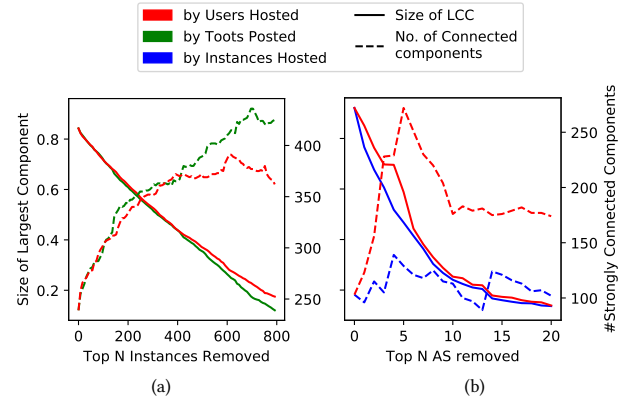 by Users Hosted
by Toots Posted
by Instances Hosted
Size of LCC
No. of Connected
components
Size of Largest Component
0.8
0.6
0.4
0.2
400
350
300
250
0 200 400 600 800
Top N Instances Removed
(a)
250
200
150
100
#Strongly Connected Components
0 5 10 15 20
Top N AS removed
(b)